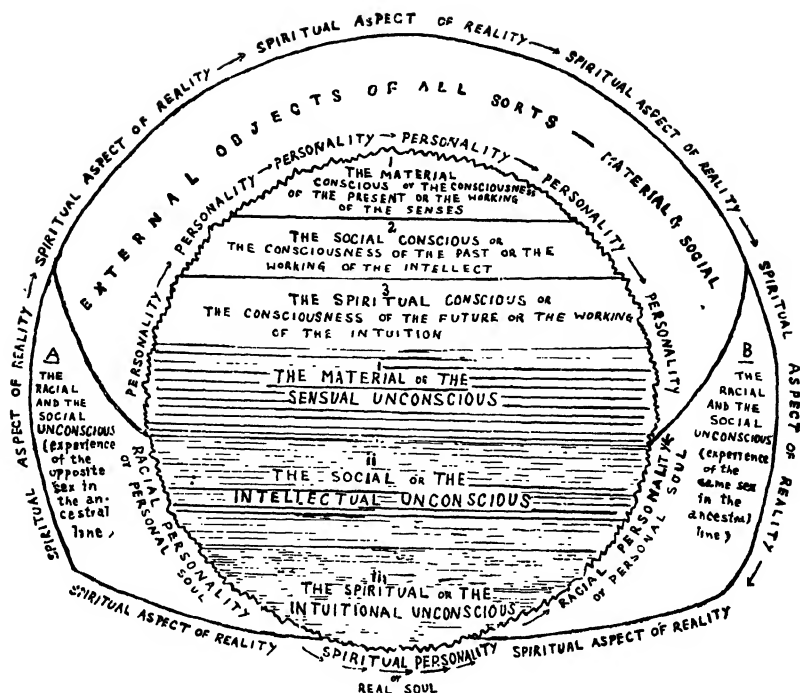 SPIRITUAL ASPECT OF REALITY → SPIRITUAL ASPECT OF REALITY → SPIRITUAL ASPECT OF REALITY → SPIRITUAL ASPECT OF REALITY → SPIRITUAL ASPECT OF REALITY →
EXTERNAL OBJECTS OF ALL SORTS — MATERIAL & SOCIAL
PERSONALITY → PERSONALITY → PERSONALITY → PERSONALITY → PERSONALITY → PERSONALITY
1
THE MATERIAL
CONSCIOUS or THE CONSCIOUSNESS
OF THE PRESENT OR THE WORKING
OF THE SENSES
2
THE SOCIAL CONSCIOUS OR
THE CONSCIOUSNESS OF THE PAST OR THE
WORKING OF THE INTELLECT
3
THE SPIRITUAL CONSCIOUS OR
THE CONSCIOUSNESS OF THE FUTURE OR THE WORKING
OF THE INTUITION
i
THE MATERIAL or THE
SENSUAL UNCONSCIOUS
ii
THE SOCIAL OR THE
INTELLECTUAL UNCONSCIOUS
iii
THE SPIRITUAL OR THE
INTUITIONAL UNCONSCIOUS
A
THE
RACIAL
AND THE
SOCIAL
UNCONSCIOUS
(experience
of the
opposite
sex in
the an-
cestral
line)
B
THE
RACIAL
AND THE
SOCIAL
UNCONSCIOUS
(experience
of the
same sex
in the
ancestral
line)
RACIAL PERSONALITY
or PERSONAL SOUL
RACIAL PERSONALITY
or PERSONAL SOUL
SPIRITUAL
SPIRITUAL ASPECT OF REALITY
SPIRITUAL ASPECT OF REALITY
SPIRITUAL PERSONALITY
or
REAL SOUL